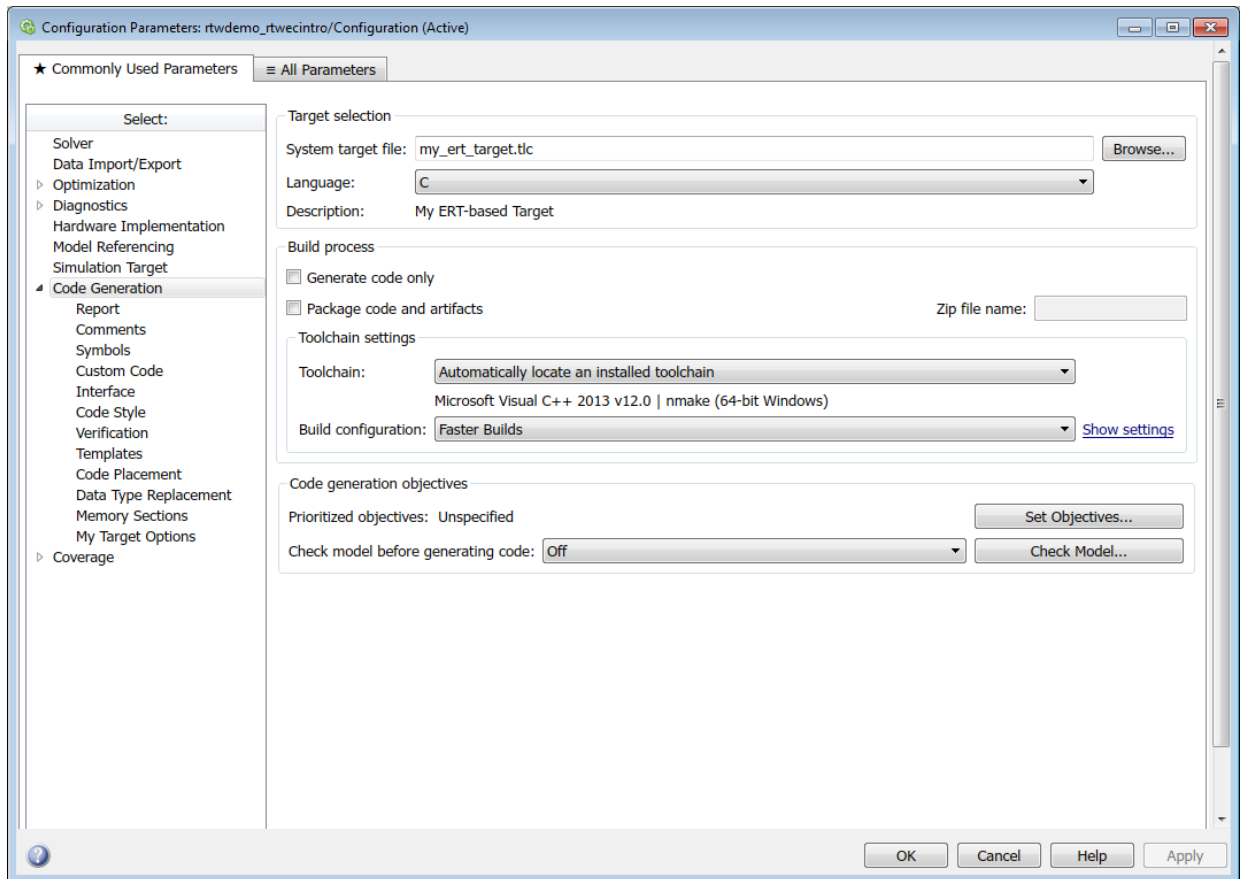 Configuration Parameters: rtwdemo_rtwecintro/Configuration (Active)
★ Commonly Used Parameters
≡ All Parameters
Select:
Solver
Data Import/Export
Optimization
Diagnostics
Hardware Implementation
Model Referencing
Simulation Target
Code Generation
Report
Comments
Symbols
Custom Code
Interface
Code Style
Verification
Templates
Code Placement
Data Type Replacement
Memory Sections
My Target Options
Coverage
Target selection
System target file: my_ert_target.tlc Browse...
Language: C
Description: My ERT-based Target
Build process
Generate code only
Package code and artifacts Zip file name:
Toolchain settings
Toolchain: Automatically locate an installed toolchain
Microsoft Visual C++ 2013 v12.0 | nmake (64-bit Windows)
Build configuration: Faster Builds Show settings
Code generation objectives
Prioritized objectives: Unspecified Set Objectives...
Check model before generating code: Off Check Model...
OK Cancel Help Apply